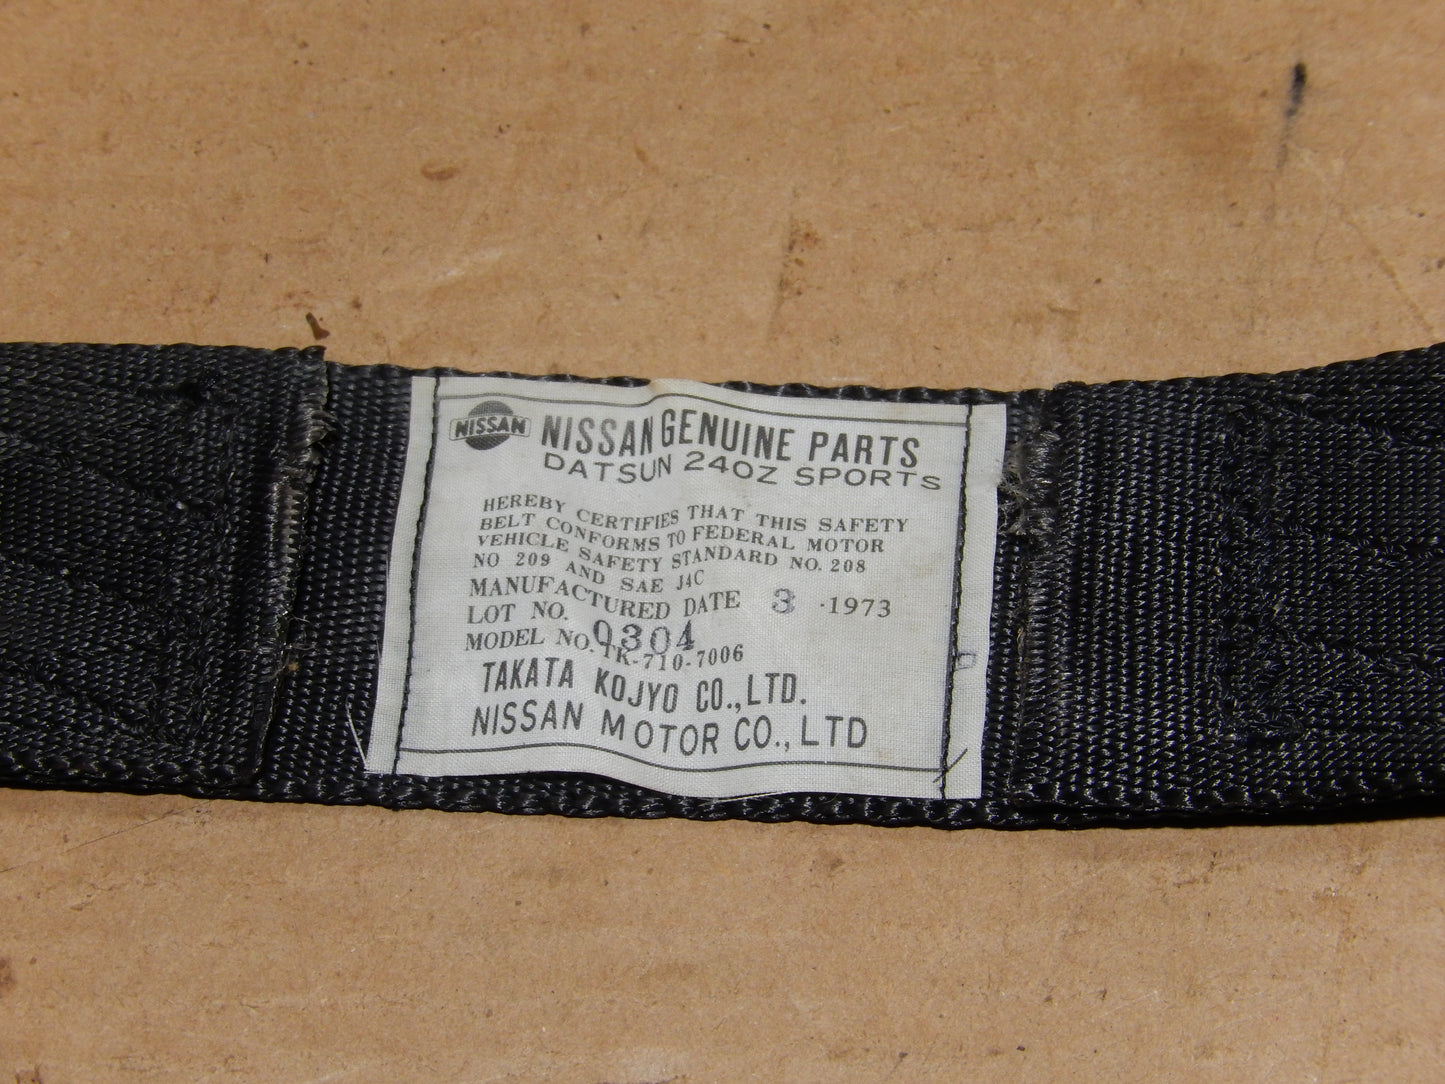 NISSAN
NISSAN GENUINE PARTS
DATSUN 240Z SPORTS
HEREBY CERTIFIES THAT THIS SAFETY
BELT CONFORMS TO FEDERAL MOTOR
VEHICLE SAFETY STANDARD NO. 208
NO 209 AND SAE J4C
MANUFACTURED DATE 3 ·1973
LOT NO. 0304
MODEL NO. TK-710-7006
TAKATA KOJYO CO., LTD.
NISSAN MOTOR CO., LTD